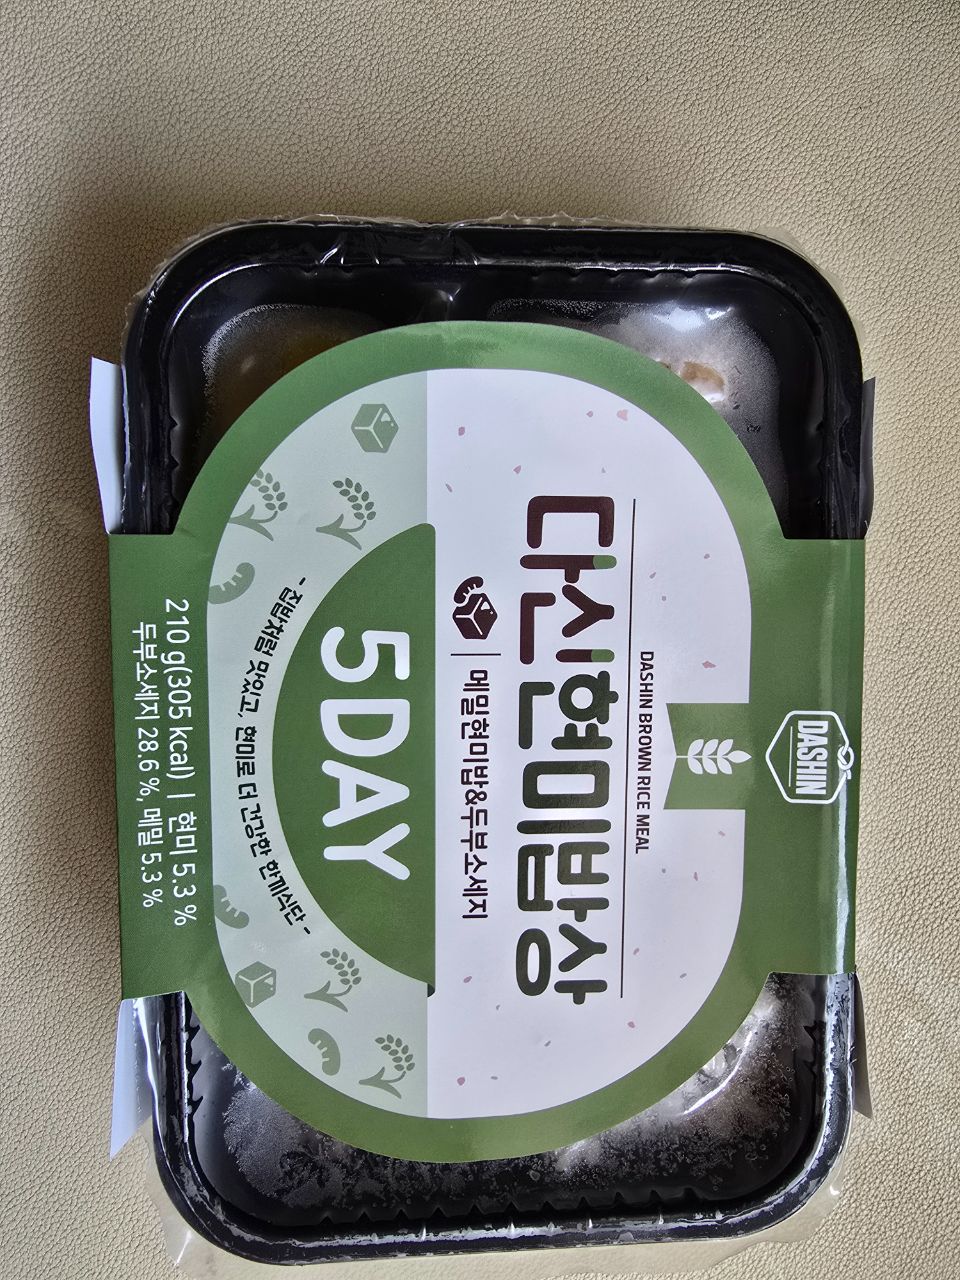 DASHIN
DASHIN BROWN RICE MEAL
다신현미밥상
메밀현미밥&두부소세지
5DAY
- 집밥처럼 맛있고, 현미로 더 건강한 한끼식단 -
210 g(305 kcal) | 현미 5.3 %
두부소세지 28.6 %, 메밀 5.3 %